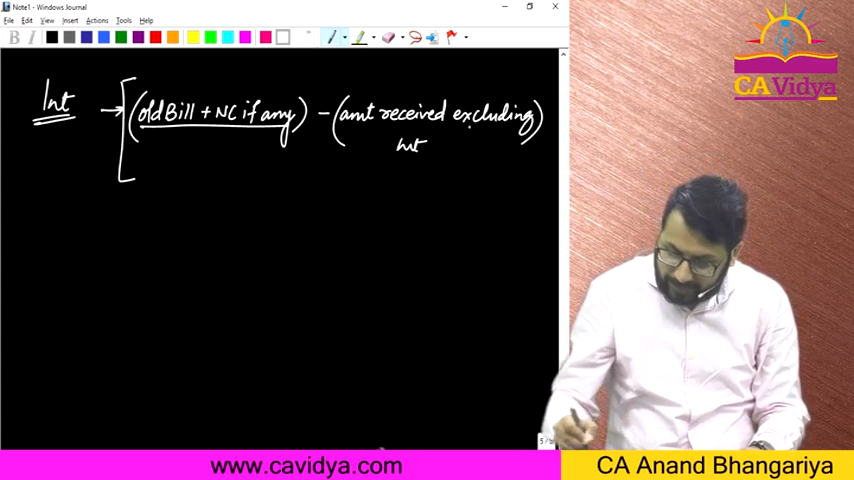 Note1 - Windows Journal
File Edit View Insert Actions Tools Help
B I
Int → [(old Bill + NC if any) - (amt received excluding
Int
CA Vidya
www.cavidya.com
CA Anand Bhangariya